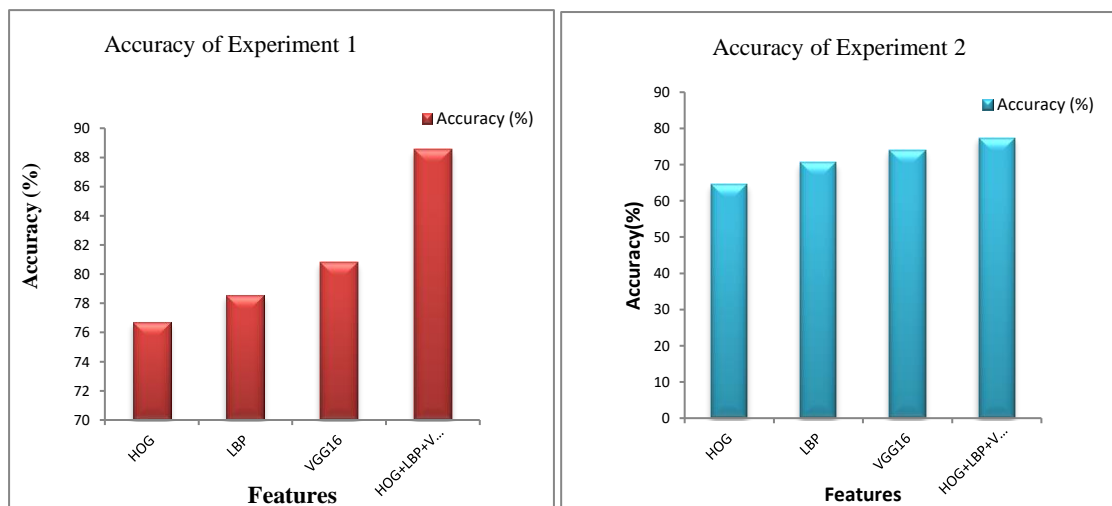 Accuracy of Experiment 1
Accuracy (%)
90
88
86
84
82
80
78
76
74
72
70
Accuracy (%)
HOG
LBP
VGG16
HOG+LBP+V...
Features
Accuracy of Experiment 2
Accuracy (%)
90
80
70
60
50
40
30
20
10
0
Accuracy(%)
HOG
LBP
VGG16
HOG+LBP+V...
Features